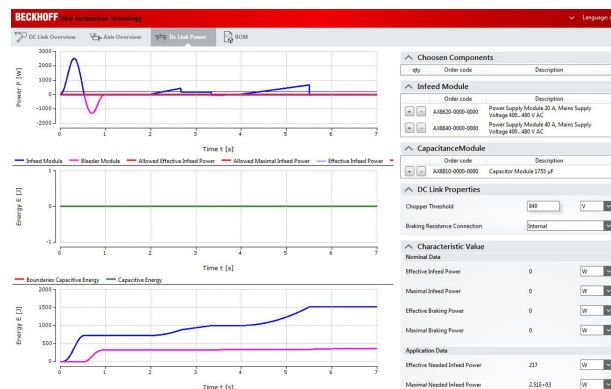 BECKHOFF New Automation Technology
Language:
DC Link Overview
Axis Overview
Dc Link Power
BOM
Power P [W]
3000
2000
1000
0
-1000
-2000
0 1 2 3 4 5 6 7
Time t [s]
Infeed Module Bleeder Module Allowed Effective Infeed Power Allowed Maximal Infeed Power Effective Infeed Power
Energy E [J]
1
0
-1
0 1 2 3 4 5 6 7
Time t [s]
Boundaries Capacitive Energy Capacitive Energy
Energy E [J]
2000
1500
1000
500
0
0 1 2 3 4 5 6 7
Time t [s]
Choosen Components
qty Order code Description
Infeed Module
Order code Description
+ - AX8620-0000-0000 Power Supply Module 20 A, Mains Supply
Voltage 400...480 V AC
+ - AX8640-0000-0000 Power Supply Module 40 A, Mains Supply
Voltage 400...480 V AC
CapacitanceModule
Order code Description
+ - AX8810-0000-0000 Capacitor Module 1755 µF
DC Link Properties
Chopper Threshold 840 V
Braking Resistance Connection Internal
Characteristic Value
Nominal Data
Effective Infeed Power 0 W
Maximal Infeed Power 0 W
Effective Braking Power 0 W
Maximal Braking Power 0 W
Application Data
Effective Needed Infeed Power 217 W
Maximal Needed Infeed Power 2.51E+03 W